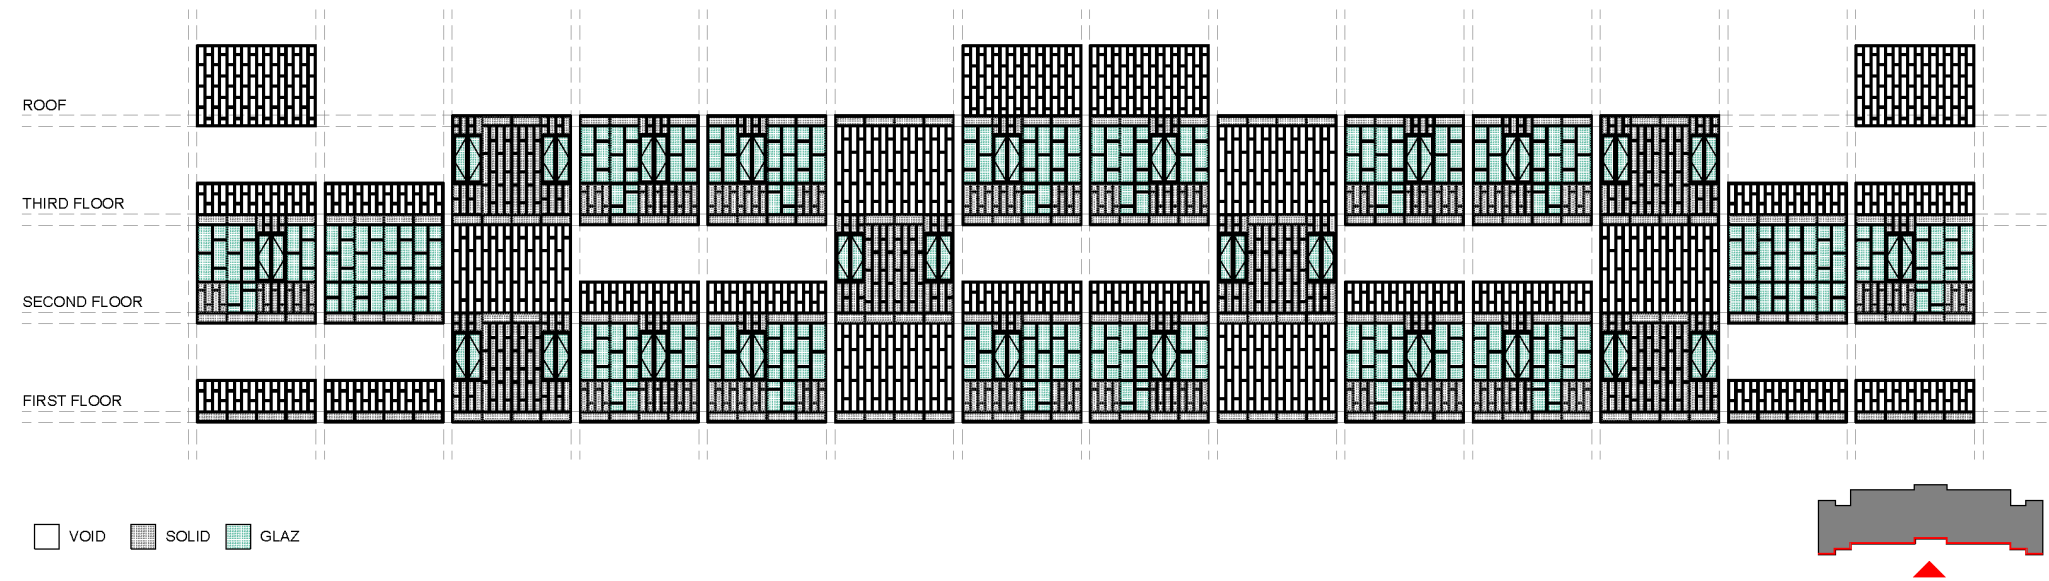 ROOF
THIRD FLOOR
SECOND FLOOR
FIRST FLOOR
VOID
SOLID
GLAZ